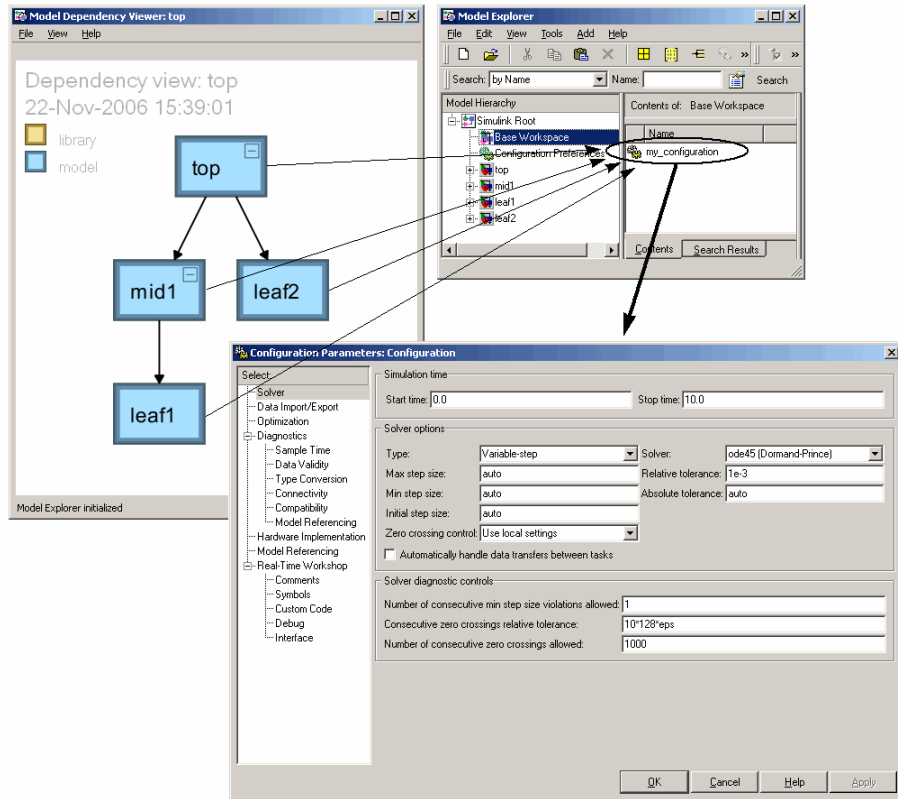 Model Dependency Viewer: top
File View Help
Dependency view: top
22-Nov-2006 15:39:01
library
model
top
mid1
leaf2
leaf1
Model Explorer initialized
Model Explorer
File Edit View Tools Add Help
Search: by Name Name: Search
Model Hierarchy
Simulink Root
Base Workspace
Configuration Preferences
top
mid1
leaf1
leaf2
Contents of: Base Workspace
Name
my_configuration
Contents Search Results
Configuration Parameters: Configuration
Select:
Solver
Data Import/Export
Optimization
Diagnostics
Sample Time
Data Validity
Type Conversion
Connectivity
Compatibility
Model Referencing
Hardware Implementation
Model Referencing
Real-Time Workshop
Comments
Symbols
Custom Code
Debug
Interface
Simulation time
Start time: 0.0 Stop time: 10.0
Solver options
Type: Variable-step Solver: ode45 (Dormand-Prince)
Max step size: auto Relative tolerance: 1e-3
Min step size: auto Absolute tolerance: auto
Initial step size: auto
Zero crossing control: Use local settings
Automatically handle data transfers between tasks
Solver diagnostic controls
Number of consecutive min step size violations allowed: 1
Consecutive zero crossings relative tolerance: 10*128*eps
Number of consecutive zero crossings allowed: 1000
OK Cancel Help Apply